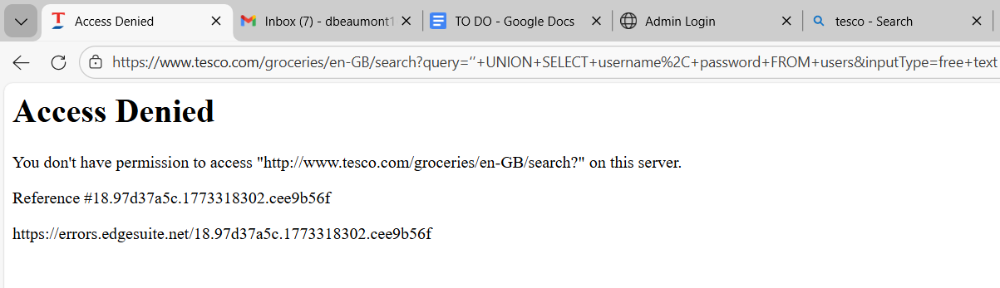 Access Denied
Inbox (7) - dbeaumont1
TO DO - Google Docs
Admin Login
tesco - Search
https://www.tesco.com/groceries/en-GB/search?query=’’+UNION+SELECT+username%2C+password+FROM+users&inputType=free+text
Access Denied
You don't have permission to access "http://www.tesco.com/groceries/en-GB/search?" on this server.
Reference #18.97d37a5c.1773318302.cee9b56f
https://errors.edgesuite.net/18.97d37a5c.1773318302.cee9b56f